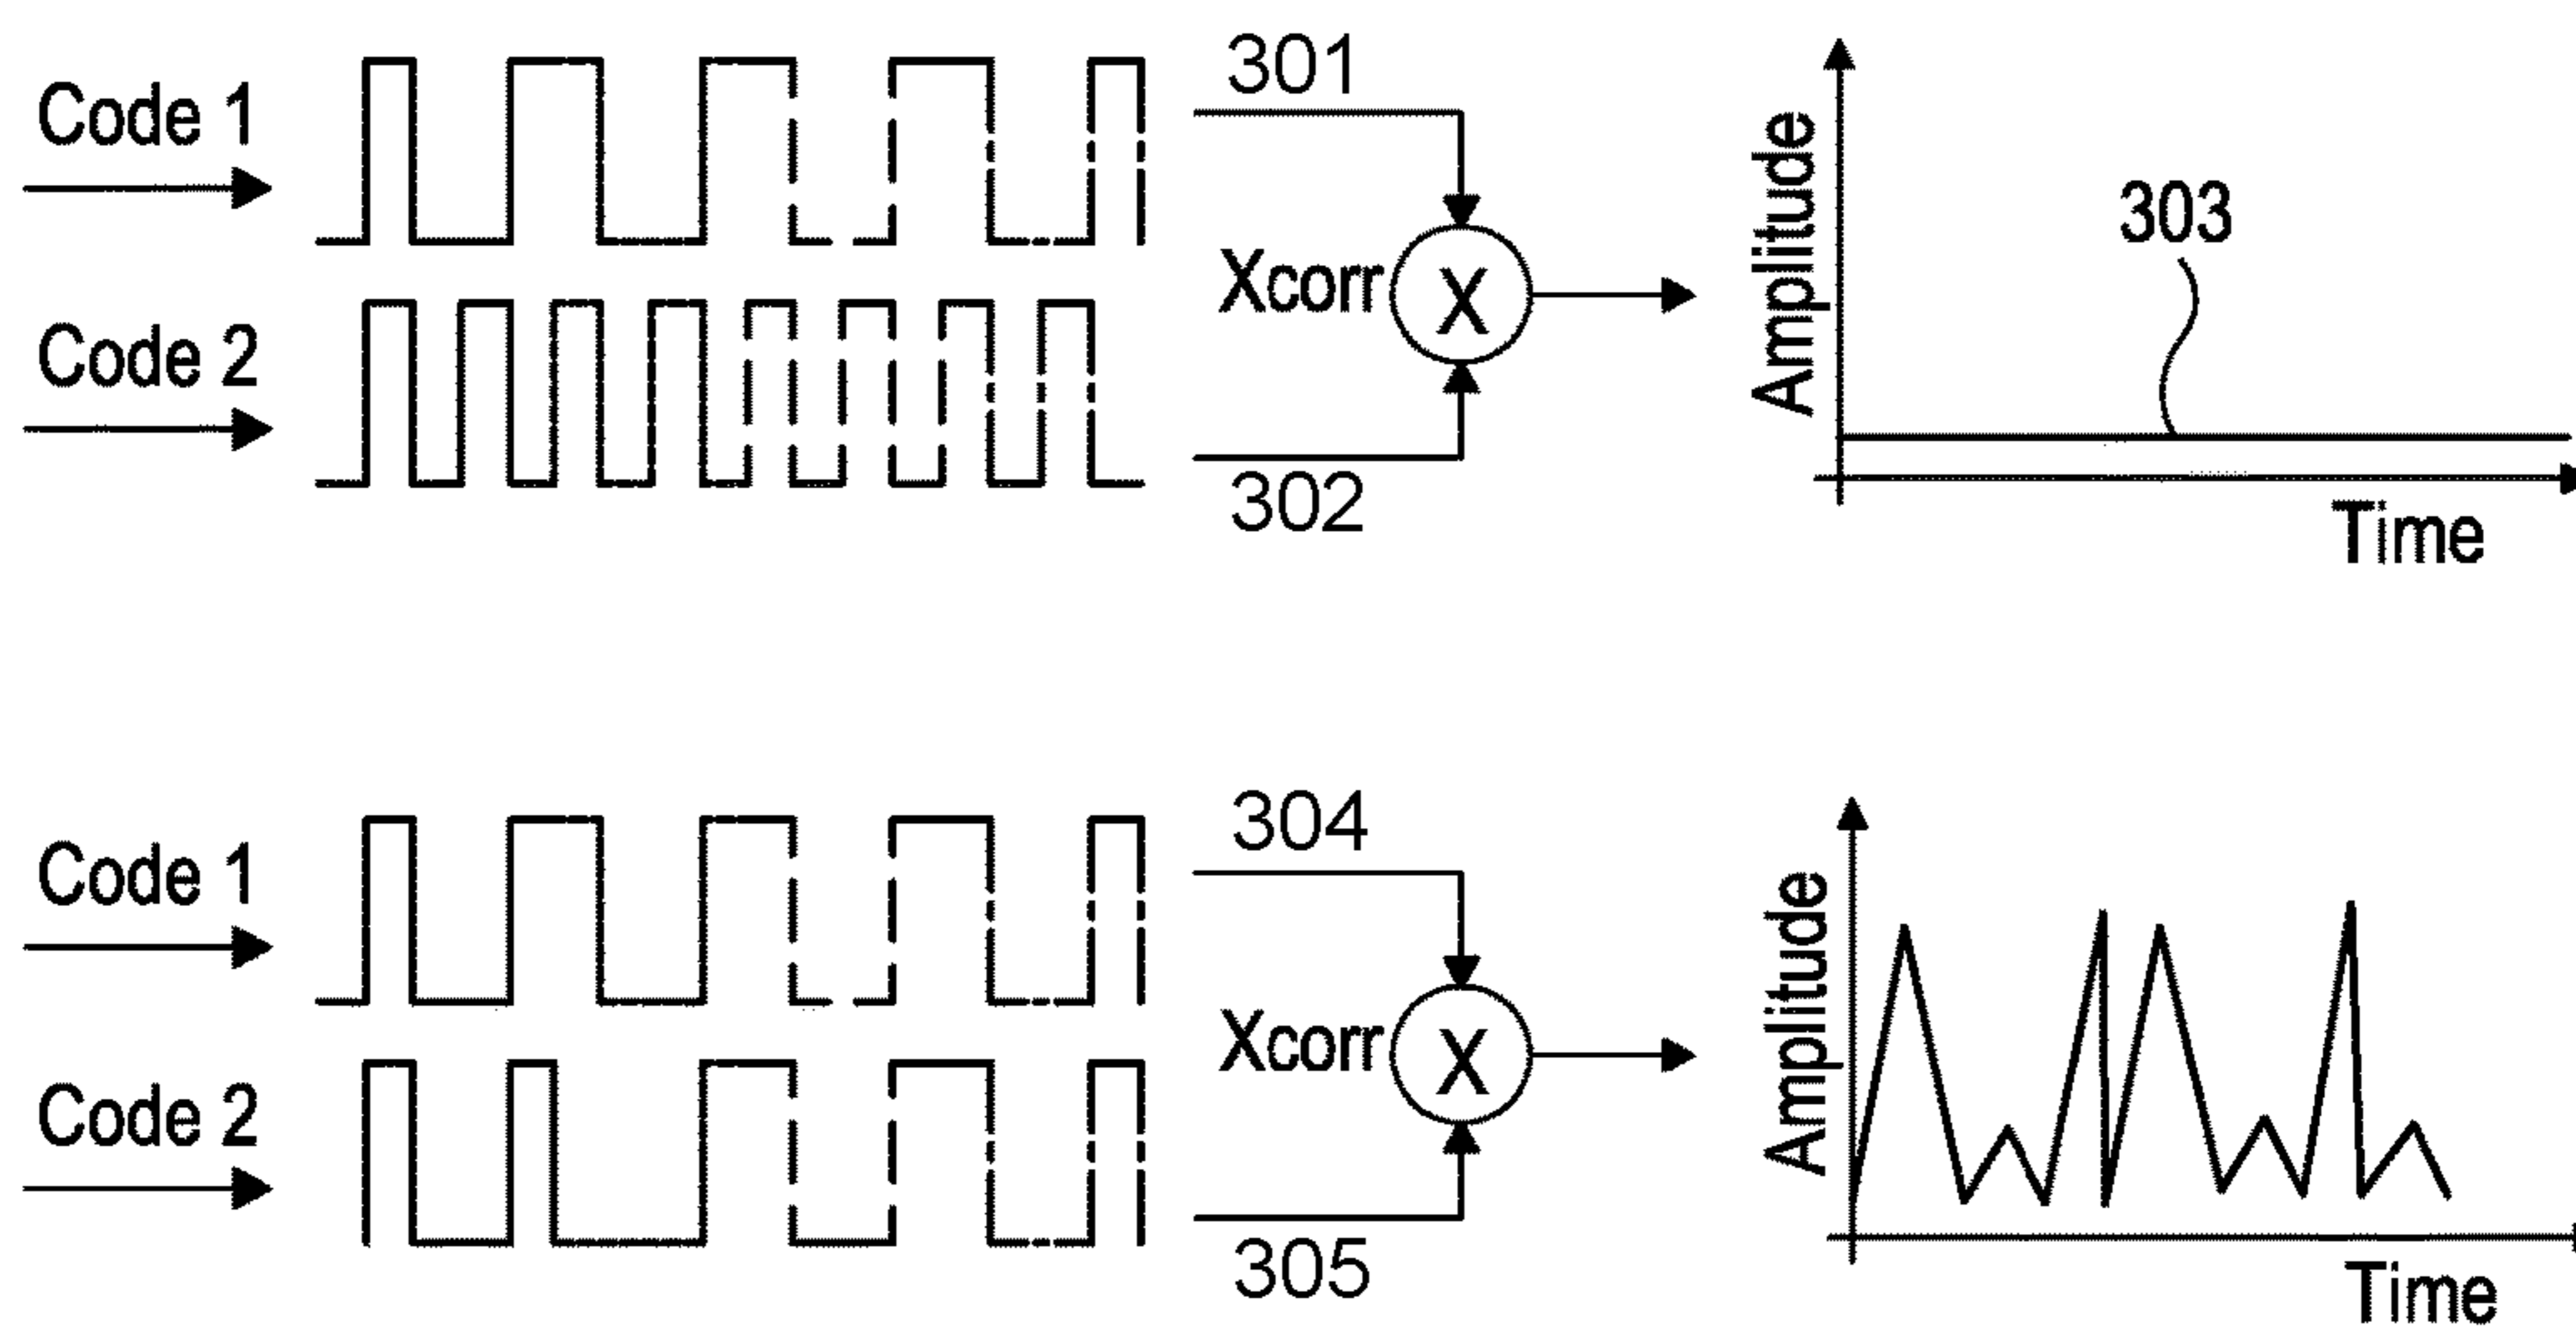 Code 1
301
Xcorr
X
Amplitude
303
Code 2
302
Time
Code 1
304
Xcorr
X
Amplitude
Code 2
305
Time